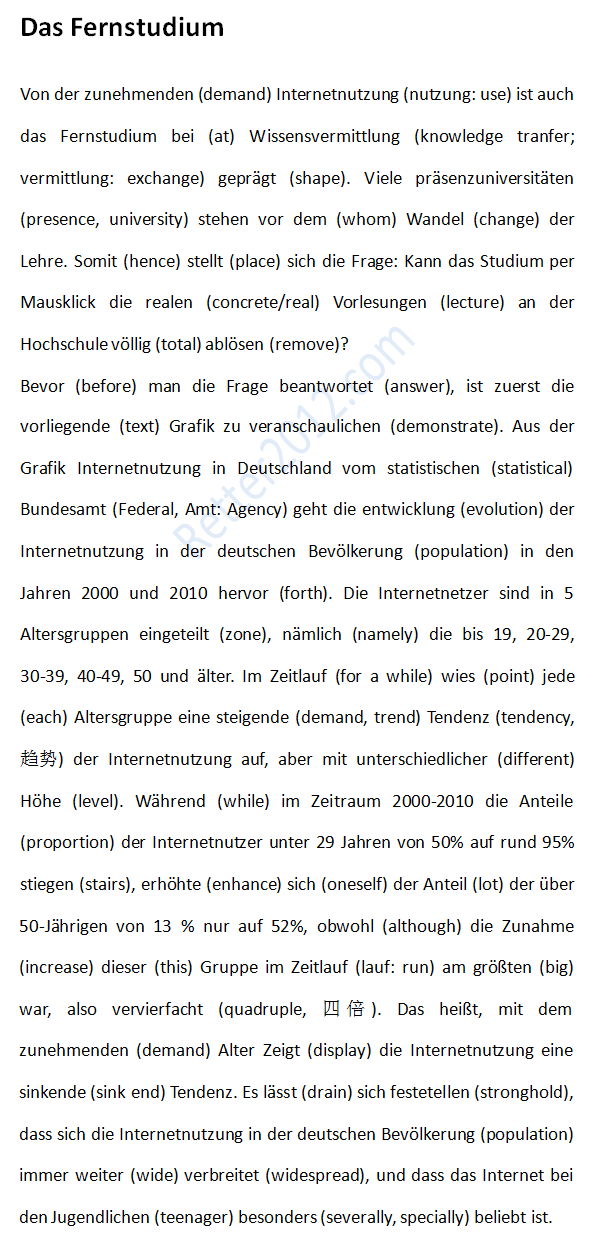 Das Fernstudium
Von der zunehmenden (demand) Internetnutzung (nutzung: use) ist auch
das Fernstudium bei (at) Wissensvermittlung (knowledge tranfer;
vermittlung: exchange) geprägt (shape). Viele präsenzuniversitäten
(presence, university) stehen vor dem (whom) Wandel (change) der
Lehre. Somit (hence) stellt (place) sich die Frage: Kann das Studium per
Mausklick die realen (concrete/real) Vorlesungen (lecture) an der
Hochschule völlig (total) ablösen (remove)?
Bevor (before) man die Frage beantwortet (answer), ist zuerst die
vorliegende (text) Grafik zu veranschaulichen (demonstrate). Aus der
Grafik Internetnutzung in Deutschland vom statistischen (statistical)
Bundesamt (Federal, Amt: Agency) geht die entwicklung (evolution) der
Internetnutzung in der deutschen Bevölkerung (population) in den
Jahren 2000 und 2010 hervor (forth). Die Internetnetzer sind in 5
Altersgruppen eingeteilt (zone), nämlich (namely) die bis 19, 20-29,
30-39, 40-49, 50 und älter. Im Zeitlauf (for a while) wies (point) jede
(each) Altersgruppe eine steigende (demand, trend) Tendenz (tendency,
趋势) der Internetnutzung auf, aber mit unterschiedlicher (different)
Höhe (level). Während (while) im Zeitraum 2000-2010 die Anteile
(proportion) der Internetnutzer unter 29 Jahren von 50% auf rund 95%
stiegen (stairs), erhöhte (enhance) sich (oneself) der Anteil (lot) der über
50-Jährigen von 13 % nur auf 52%, obwohl (although) die Zunahme
(increase) dieser (this) Gruppe im Zeitlauf (lauf: run) am größten (big)
war, also vervierfacht (quadruple, 四倍). Das heißt, mit dem
zunehmenden (demand) Alter Zeigt (display) die Internetnutzung eine
sinkende (sink end) Tendenz. Es lässt (drain) sich festetellen (stronghold),
dass sich die Internetnutzung in der deutschen Bevölkerung (population)
immer weiter (wide) verbreitet (widespread), und dass das Internet bei
den Jugendlichen (teenager) besonders (severally, specially) beliebt ist.
Retter2012.com